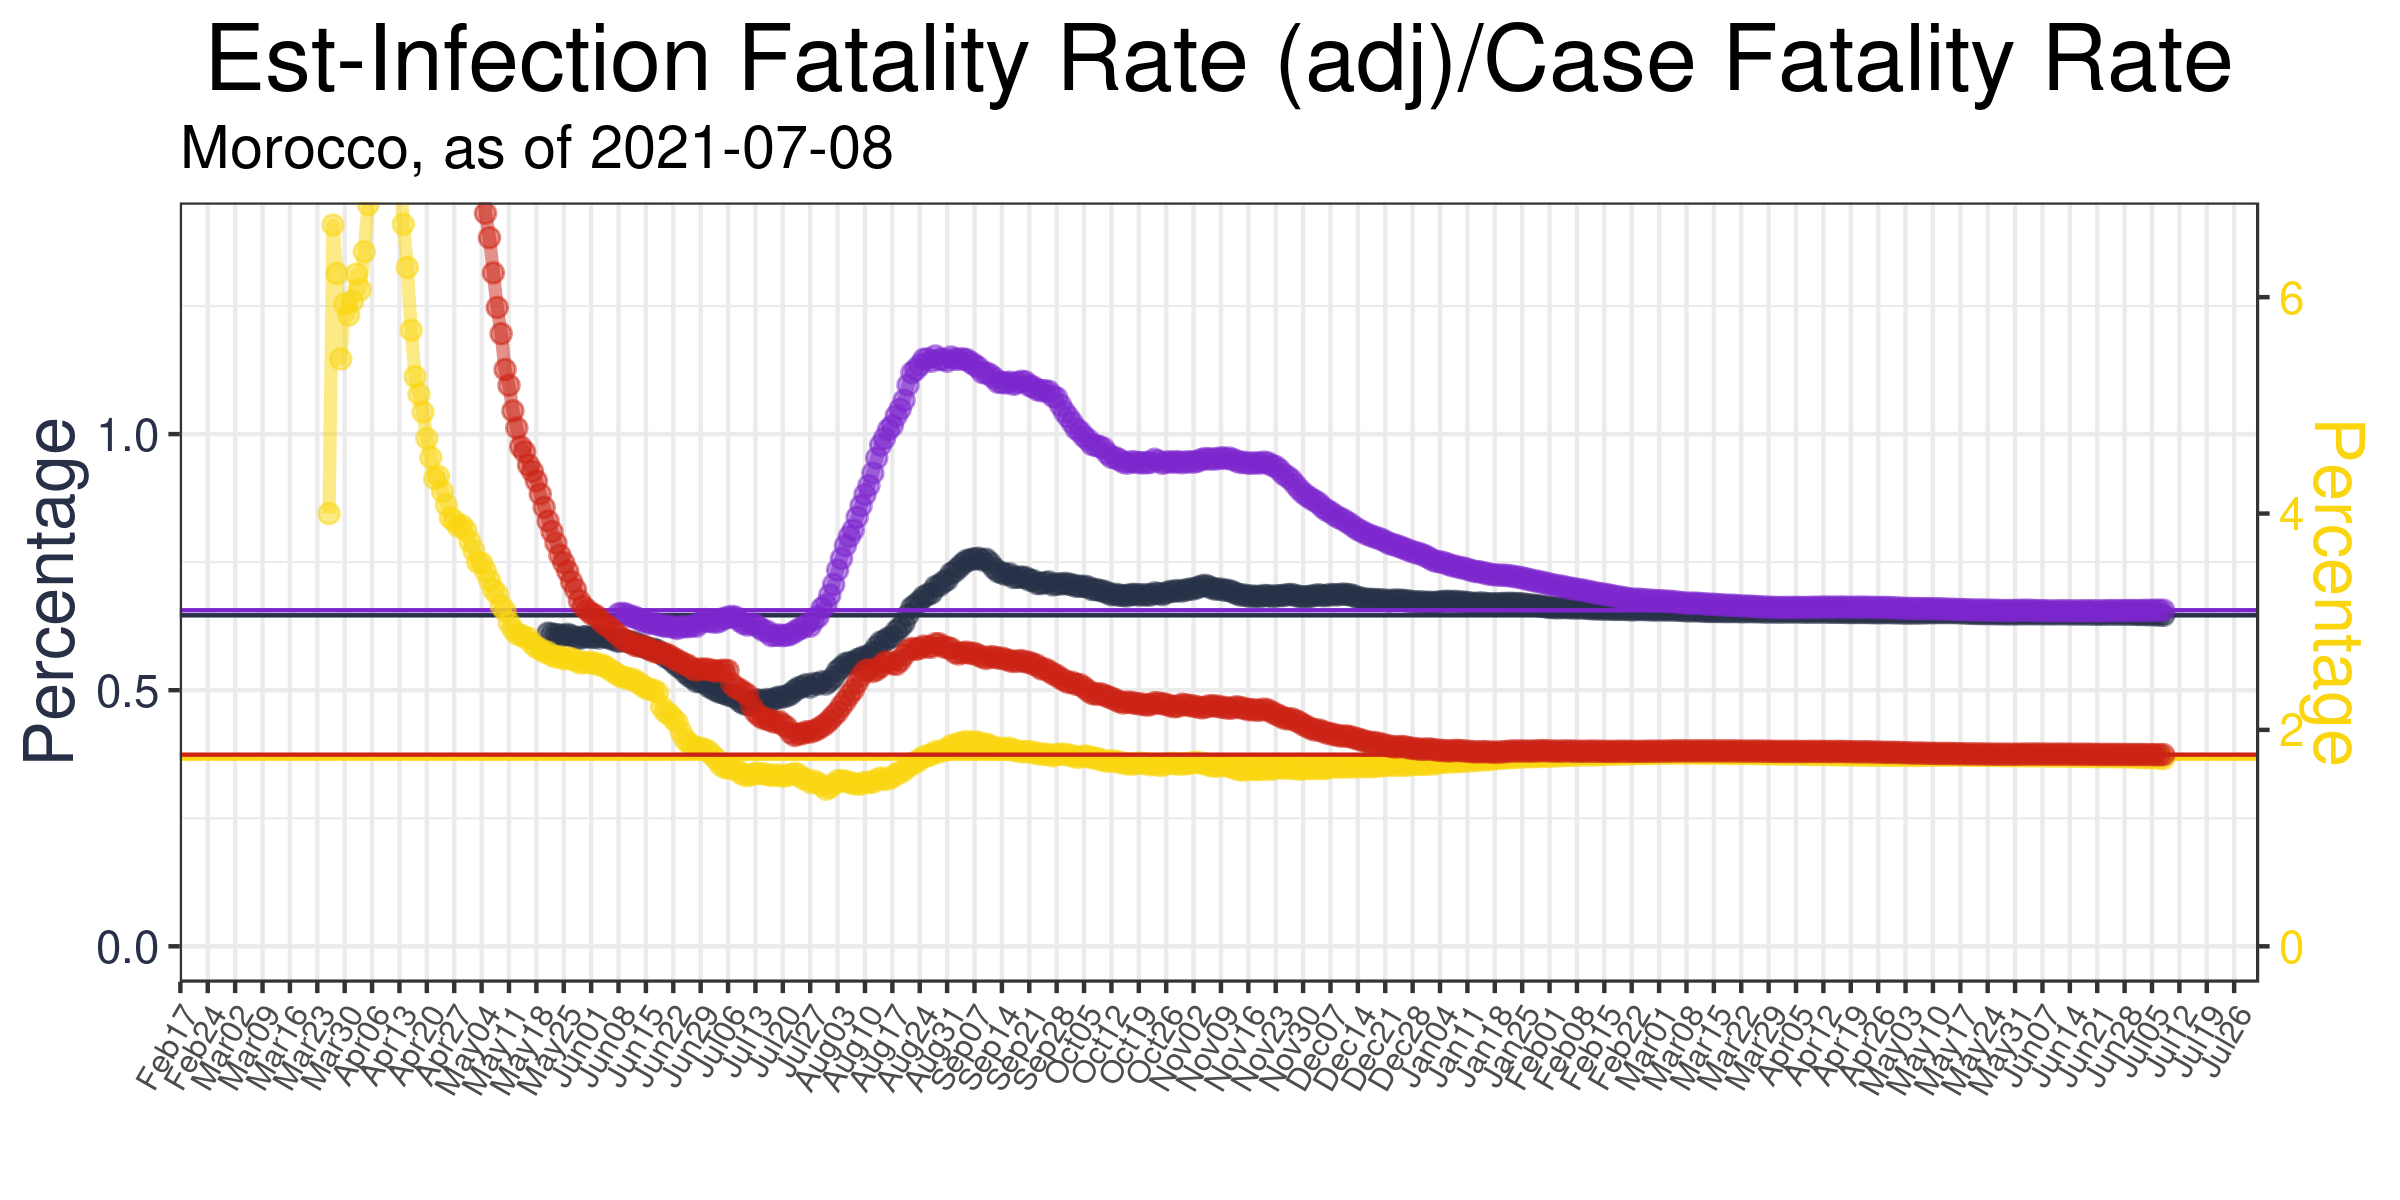 Est-Infection Fatality Rate (adj)/Case Fatality Rate
Morocco, as of 2021-07-08
Percentage
1.0
0.5
0.0
6
4
2
0
Percentage
Feb17
Feb24
Mar02
Mar09
Mar16
Mar23
Mar30
Apr06
Apr13
Apr20
Apr27
May04
May11
May18
May25
Jun01
Jun08
Jun15
Jun22
Jun29
Jul06
Jul13
Jul20
Jul27
Aug03
Aug10
Aug17
Aug24
Aug31
Sep07
Sep14
Sep21
Sep28
Oct05
Oct12
Oct19
Oct26
Nov02
Nov09
Nov16
Nov23
Nov30
Dec07
Dec14
Dec21
Dec28
Jan04
Jan11
Jan18
Jan25
Feb01
Feb08
Feb15
Feb22
Mar01
Mar08
Mar15
Mar22
Mar29
Apr05
Apr12
Apr19
Apr26
May03
May10
May17
May24
May31
Jun07
Jun14
Jun21
Jun28
Jul05
Jul12
Jul19
Jul26